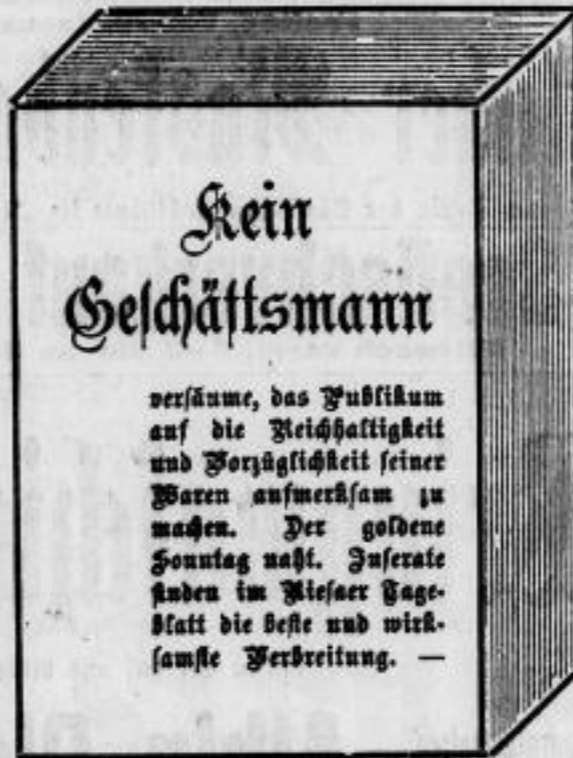 Kein
Geschäftsmann
versäume, das Publikum
auf die Reichhaltigkeit
und Vorzüglichkeit seiner
Waren aufmerksam zu
machen. Der goldene
Sonntag naht. Inserate
finden im Riesaer Tage-
blatt die beste und wirk-
samste Verbreitung. —